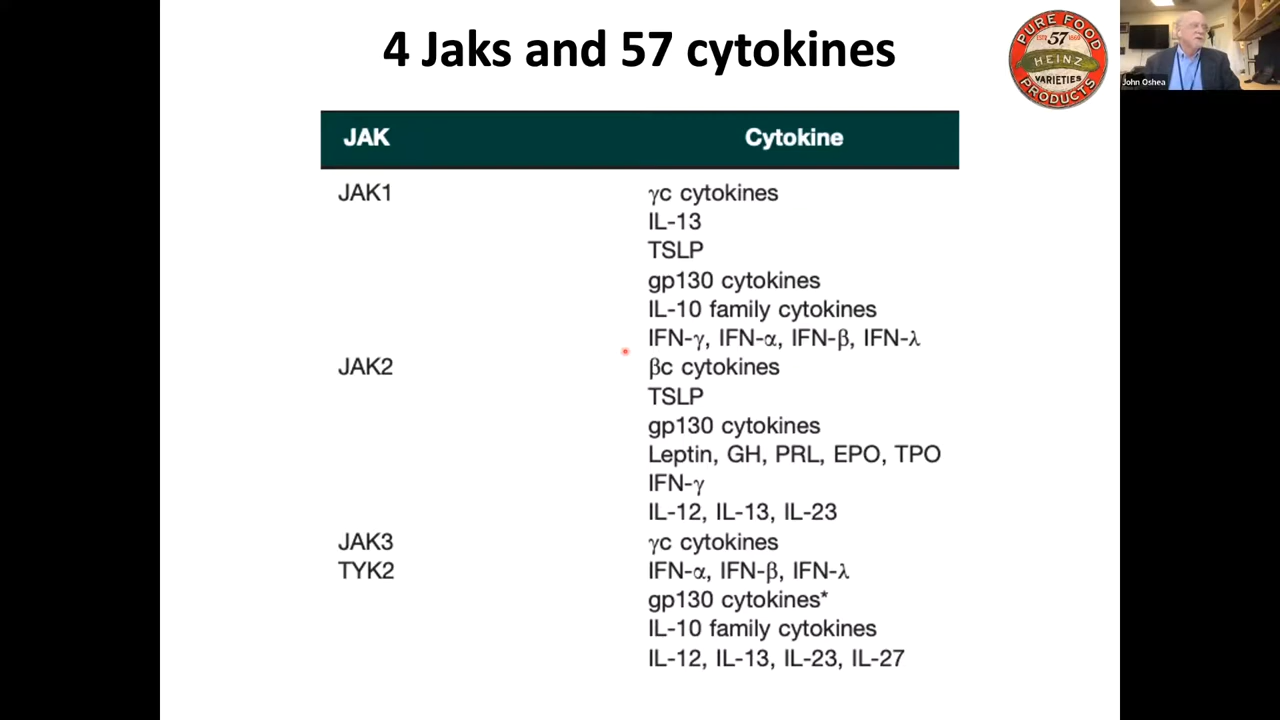 4 Jaks and 57 cytokines
PURE FOOD
ESTD 57 1869
HEINZ
VARIETIES
PRODUCTS
John Oshea
JAK Cytokine
JAK1 γc cytokines
IL-13
TSLP
gp130 cytokines
IL-10 family cytokines
IFN-γ, IFN-α, IFN-β, IFN-λ
JAK2 βc cytokines
TSLP
gp130 cytokines
Leptin, GH, PRL, EPO, TPO
IFN-γ
IL-12, IL-13, IL-23
JAK3 γc cytokines
TYK2 IFN-α, IFN-β, IFN-λ
gp130 cytokines*
IL-10 family cytokines
IL-12, IL-13, IL-23, IL-27